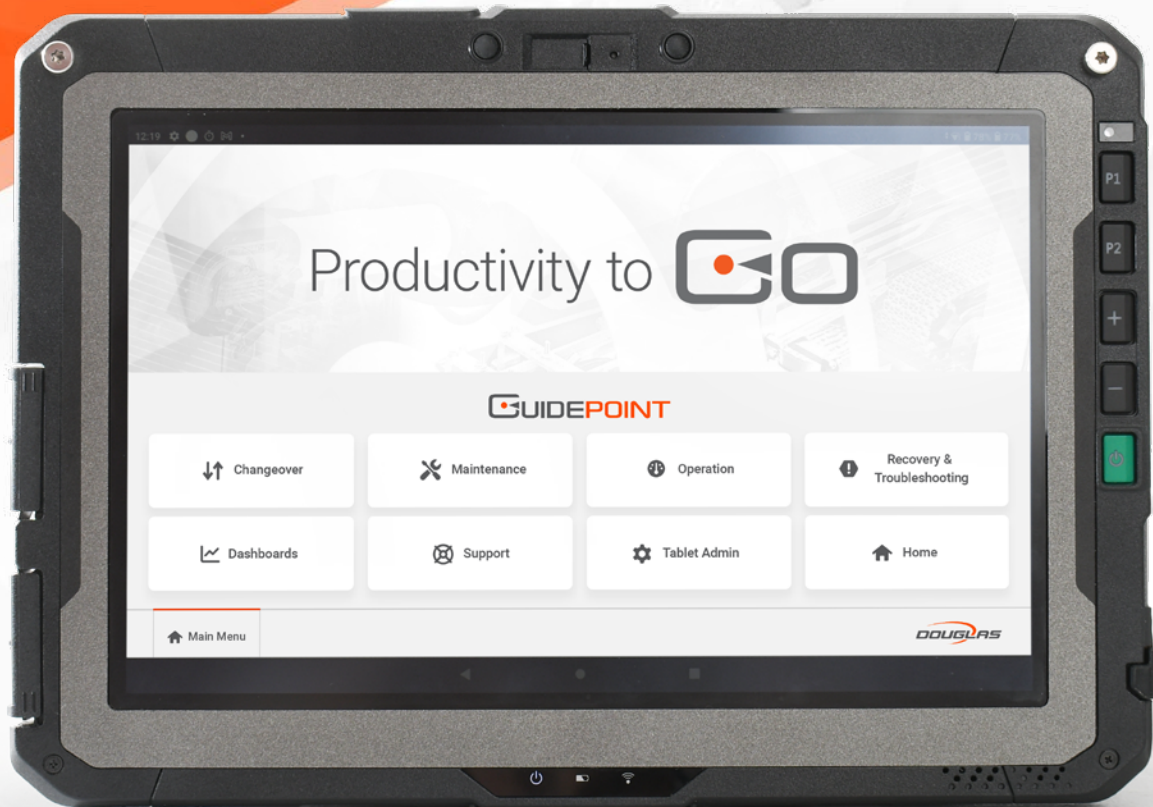 12:19
Productivity to GO
GUIDEPOINT
Changeover
Maintenance
Operation
Recovery &
Troubleshooting
Dashboards
Support
Tablet Admin
Home
Main Menu
DOUGLAS
P1
P2